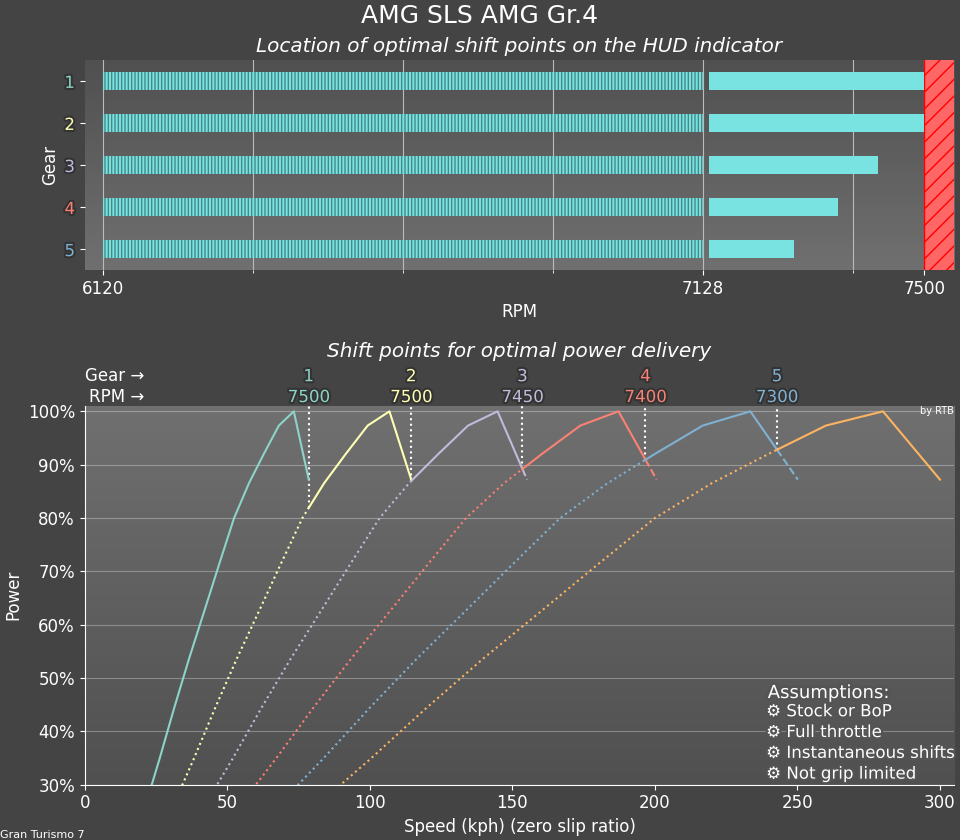 AMG SLS AMG Gr.4
Location of optimal shift points on the HUD indicator
1
2
3
4
5
Gear
6120
7128
7500
RPM
Shift points for optimal power delivery
Gear → 1 2 3 4 5
RPM → 7500 7500 7450 7400 7300
by RTB
100%
90%
80%
70%
60%
50%
40%
30%
Power
Assumptions:
⚙ Stock or BoP
⚙ Full throttle
⚙ Instantaneous shifts
⚙ Not grip limited
0 50 100 150 200 250 300
Speed (kph) (zero slip ratio)
Gran Turismo 7